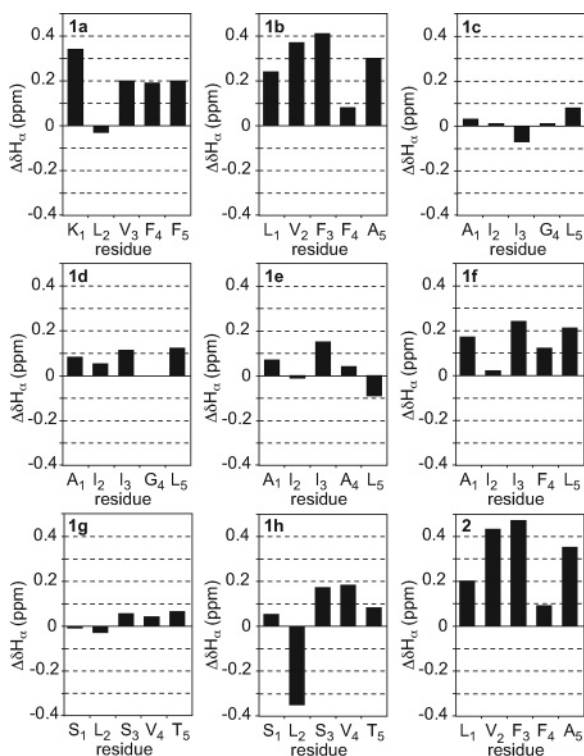 1a
ΔδHα (ppm)
0.4
0.2
0
-0.2
-0.4
K1 L2 V3 F4 F5
residue
1b
ΔδHα (ppm)
0.4
0.2
0
-0.2
-0.4
L1 V2 F3 F4 A5
residue
1c
ΔδHα (ppm)
0.4
0.2
0
-0.2
-0.4
A1 I2 I3 G4 L5
residue
1d
ΔδHα (ppm)
0.4
0.2
0
-0.2
-0.4
A1 I2 I3 G4 L5
residue
1e
ΔδHα (ppm)
0.4
0.2
0
-0.2
-0.4
A1 I2 I3 A4 L5
residue
1f
ΔδHα (ppm)
0.4
0.2
0
-0.2
-0.4
A1 I2 I3 F4 L5
residue
1g
ΔδHα (ppm)
0.4
0.2
0
-0.2
-0.4
S1 L2 S3 V4 T5
residue
1h
ΔδHα (ppm)
0.4
0.2
0
-0.2
-0.4
S1 L2 S3 V4 T5
residue
2
ΔδHα (ppm)
0.4
0.2
0
-0.2
-0.4
L1 V2 F3 F4 A5
residue